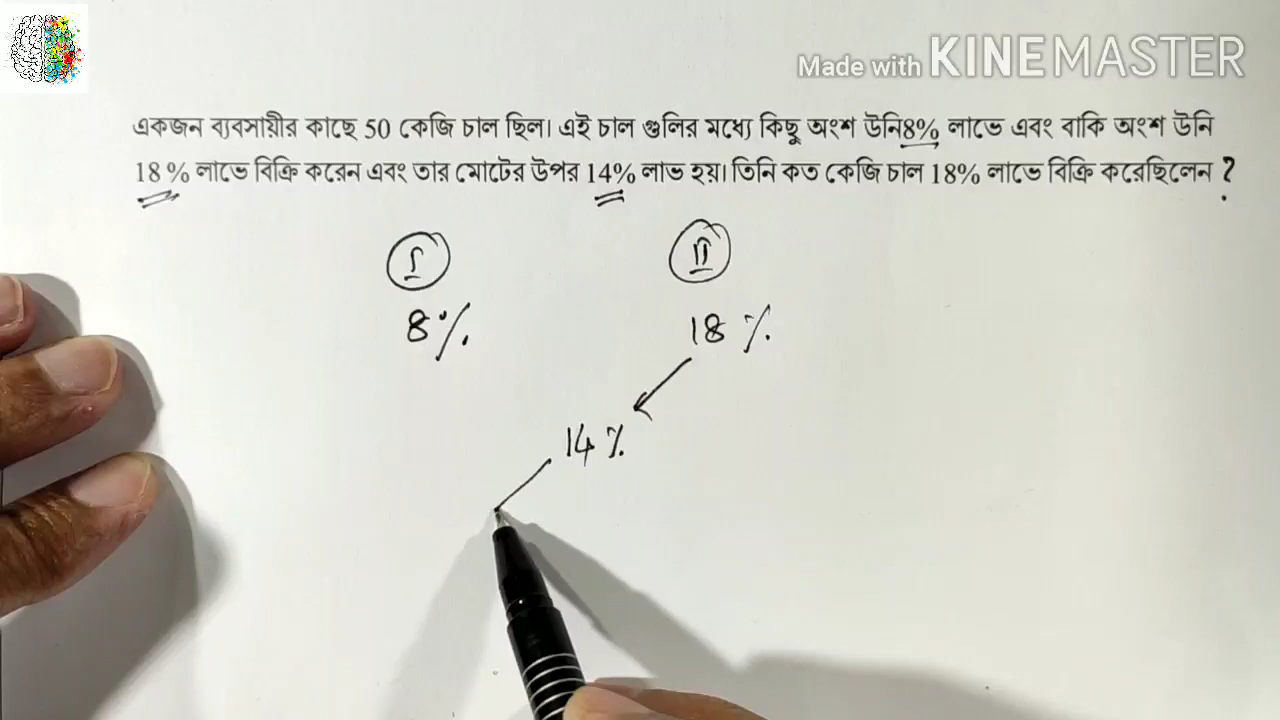 Made with KINEMASTER
একজন ব্যবসায়ীর কাছে 50 কেজি চাল ছিল। এই চাল গুলির মধ্যে কিছু অংশ উনি8% লাভে এবং বাকি অংশ উনি
18 % লাভে বিক্রি করেন এবং তার মোটের উপর 14% লাভ হয়। তিনি কত কেজি চাল 18% লাভে বিক্রি করেছিলেন ?
I II
8% 18 %
14%